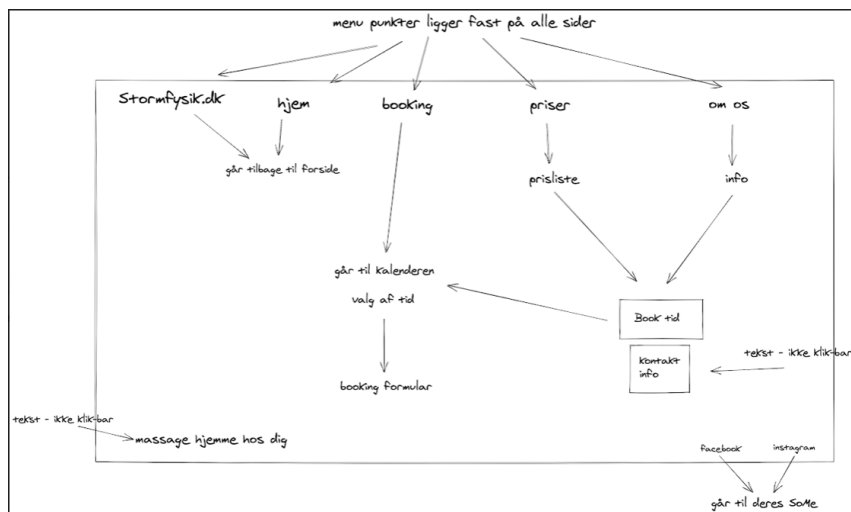 menu punkter ligger fast på alle sider
Stormfysik.dk
hjem
booking
priser
om os
går tilbage til forside
prisliste
info
går til kalenderen
valg af tid
Book tid
kontakt
info
tekst - ikke klik-bar
booking formular
tekst - ikke klik-bar
massage hjemme hos dig
facebook
instagram
går til deres SoMe